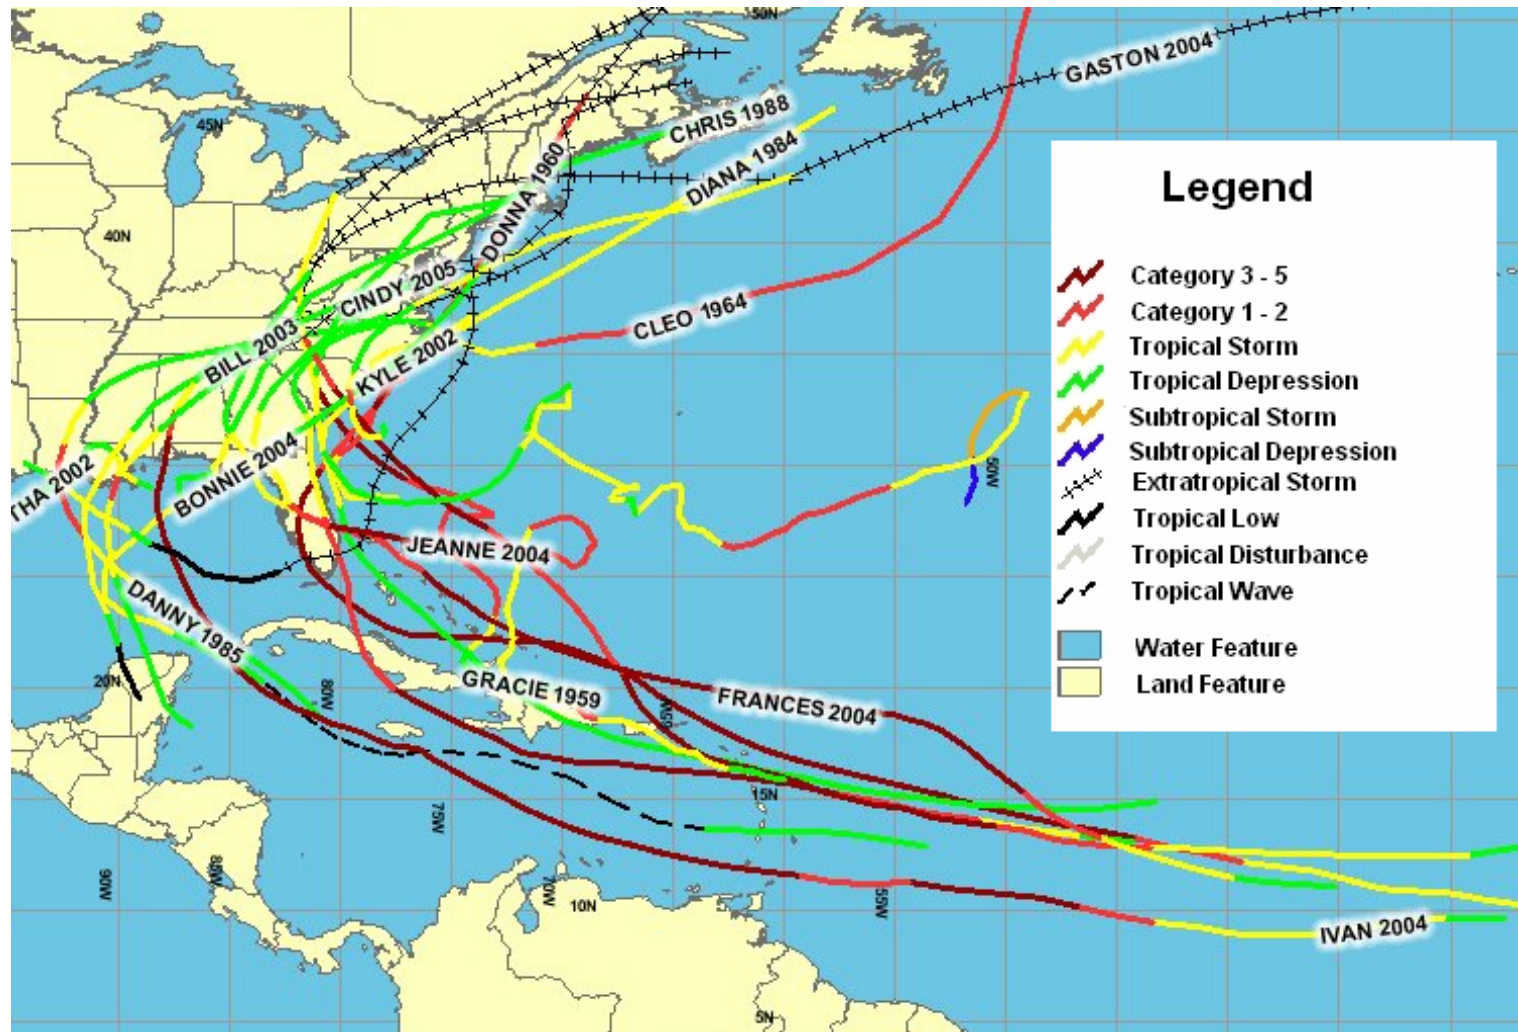 50N
GASTON 2004
45N
CHRIS 1988
DIANA 1984
DONNA 1960
40N
CINDY 2005
CLEO 1964
BILL 2003
KYLE 2002
BONNIE 2004
THA 2002
50W
JEANNE 2004
DANNY 1985
20N
80W
GRACIE 1959
FRANCES 2004
65W
15N
75W
85W
90W
70W
10N
55W
IVAN 2004
5N
Legend
Category 3 - 5
Category 1 - 2
Tropical Storm
Tropical Depression
Subtropical Storm
Subtropical Depression
Extratropical Storm
Tropical Low
Tropical Disturbance
Tropical Wave
Water Feature
Land Feature